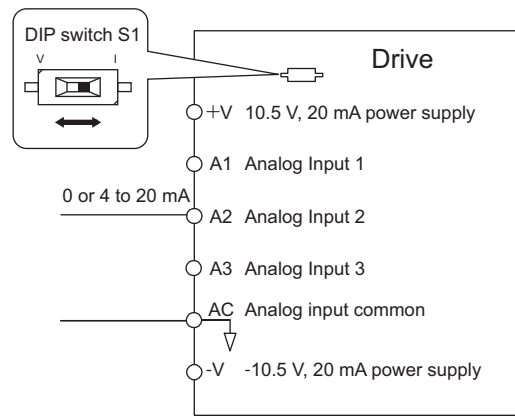 DIP switch S1
V I
Drive
+V 10.5 V, 20 mA power supply
A1 Analog Input 1
0 or 4 to 20 mA
A2 Analog Input 2
A3 Analog Input 3
AC Analog input common
-V -10.5 V, 20 mA power supply